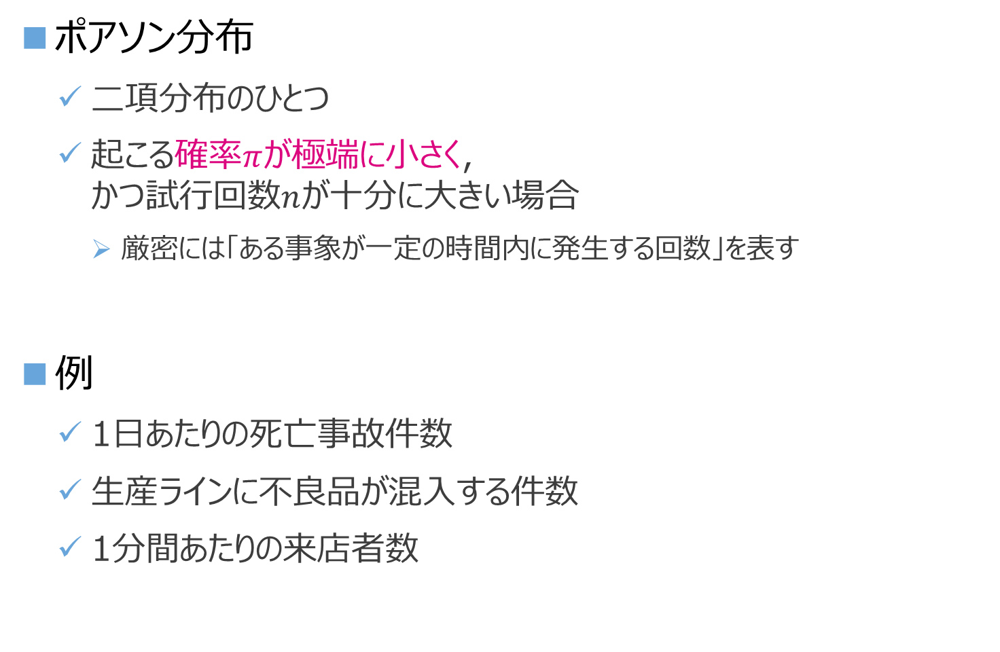 ポアソン分布
二項分布のひとつ
起こる確率πが極端に小さく,
かつ試行回数nが十分に大きい場合
厳密には「ある事象が一定の時間内に発生する回数」を表す
例
1日あたりの死亡事故件数
生産ラインに不良品が混入する件数
1分間あたりの来店者数